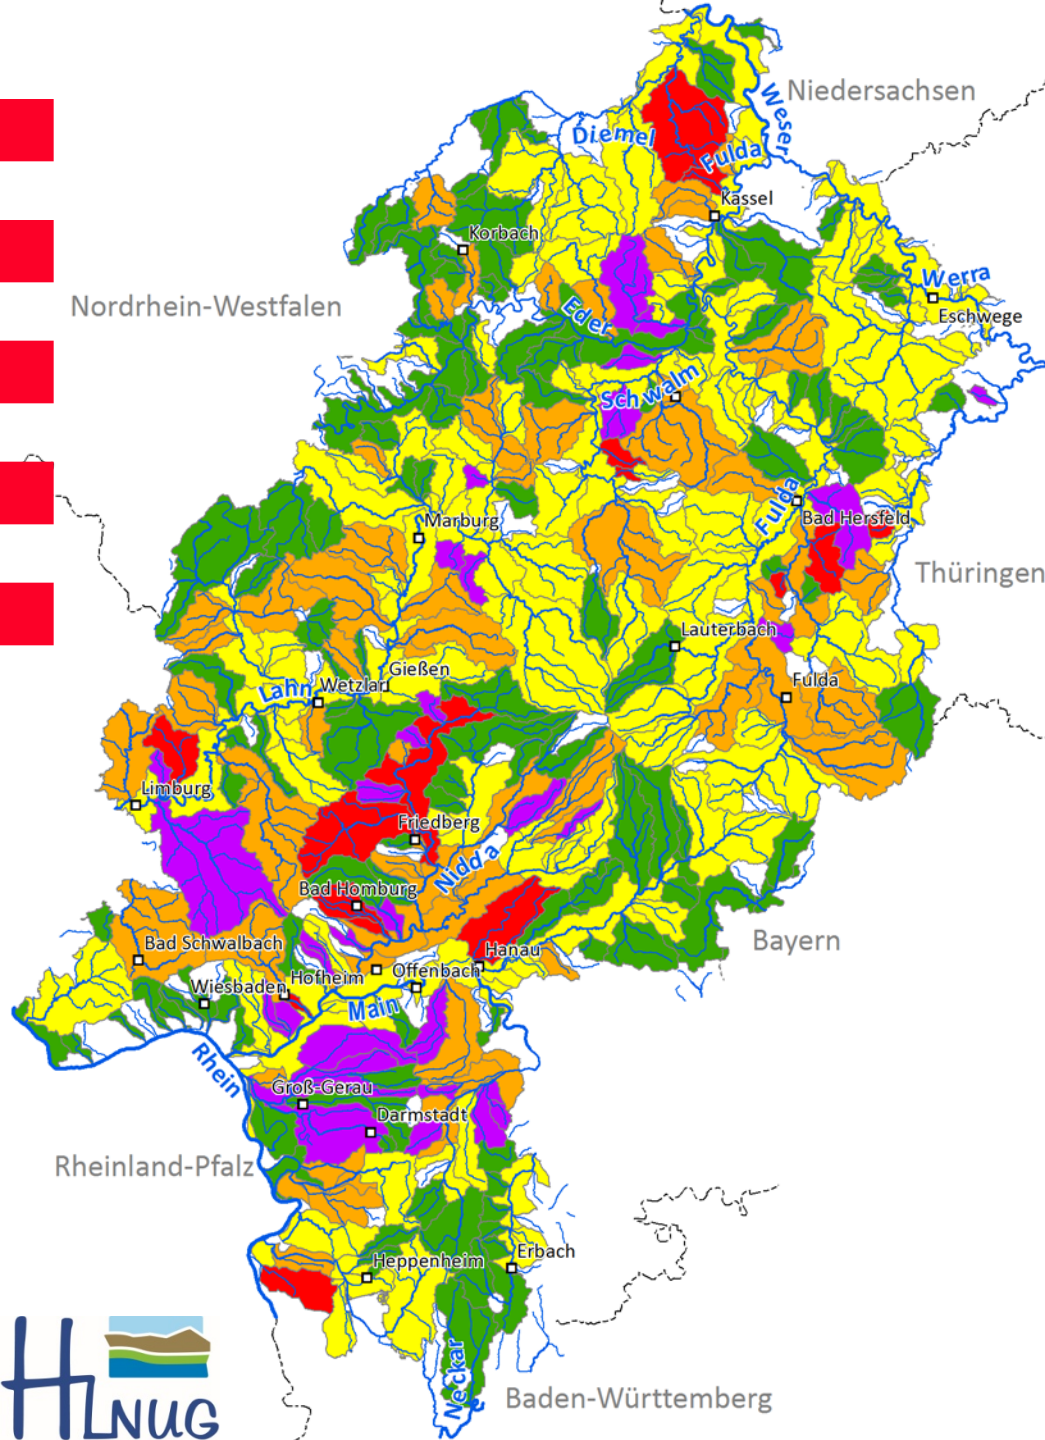 Niedersachsen
Weser
Diemel
Fulda
Kassel
Korbach
Werra
Nordrhein-Westfalen
Eder
Eschwege
Schwalm
Fulda
Bad Hersfeld
Marburg
Thüringen
Lauterbach
Gießen
Lahn
Wetzlar
Fulda
Limburg
Friedberg
Nidda
Bad Homburg
Bad Schwalbach
Bayern
Hanau
Hofheim
Offenbach
Wiesbaden
Main
Rhein
Groß-Gerau
Darmstadt
Rheinland-Pfalz
Erbach
Heppenheim
Neckar
Baden-Württemberg
HLNUG